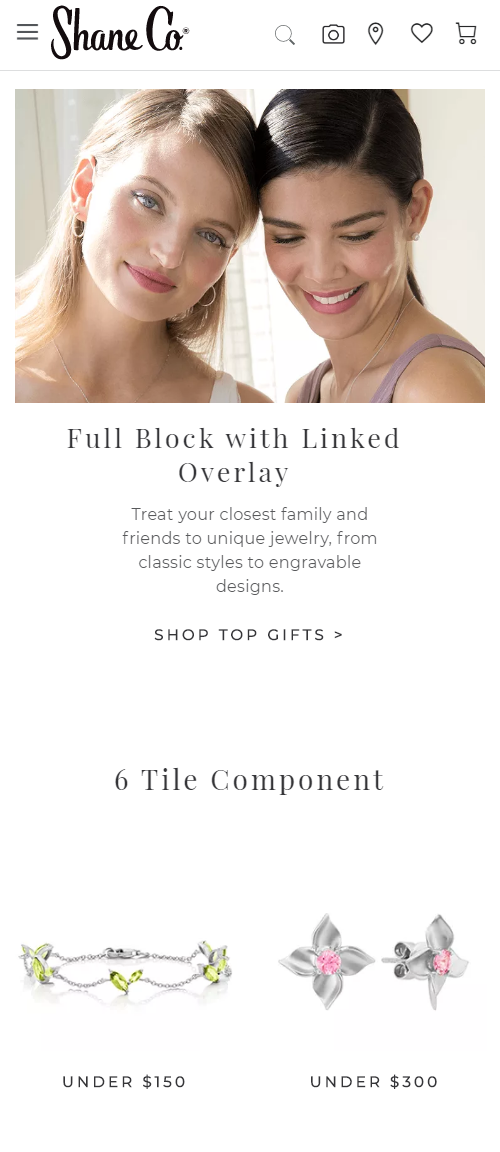 Shane Co.®
Full Block with Linked
Overlay
Treat your closest family and
friends to unique jewelry, from
classic styles to engravable
designs.
SHOP TOP GIFTS >
6 Tile Component
UNDER $150
UNDER $300